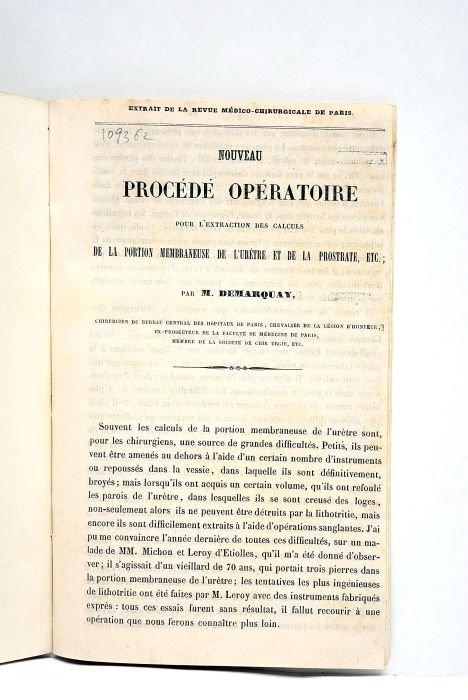 EXTRAIT DE LA REVUE MÉDICO-CHIRURGICALE DE PARIS.
109362
NOUVEAU
PROCÉDÉ OPÉRATOIRE
POUR L'EXTRACTION DES CALCULS
DE LA PORTION MEMBRANEUSE DE L'URÈTRE ET DE LA PROSTRATE, ETC.;
PAR M. DEMARQUAY,
CHIRURGIEN DU BUREAU CENTRAL DES HÔPITAUX DE PARIS, CHEVALIER DE LA LÉGION D'HONNEUR,
EX-PROSECTEUR DE LA FACULTÉ DE MÉDECINE DE PARIS,
MEMBRE DE LA SOCIÉTÉ DE CHIRURGIE, ETC.
Souvent les calculs de la portion membraneuse de l'urètre sont,
pour les chirurgiens, une source de grandes difficultés. Petits, ils peu-
vent être amenés au dehors à l'aide d'un certain nombre d'instruments
ou repoussés dans la vessie, dans laquelle ils sont définitivement,
broyés; mais lorsqu'ils ont acquis un certain volume, qu'ils ont refoulé
les parois de l'urètre, dans lesquelles ils se sont creusé des loges,
non-seulement alors ils ne peuvent être détruits par la lithotritie, mais
encore ils sont difficilement extraits à l'aide d'opérations sanglantes. J'ai
pu me convaincre l'année dernière de toutes ces difficultés, sur un ma-
lade de MM. Michon et Leroy d'Etiolles, qu'il m'a été donné d'obser-
ver; il s'agissait d'un vieillard de 70 ans, qui portait trois pierres dans
la portion membraneuse de l'urètre; les tentatives les plus ingénieuses
de lithotritie ont été faites par M. Leroy avec des instruments fabriqués
exprès: tous ces essais furent sans résultat, il fallut recourir à une
opération que nous ferons connaître plus loin.